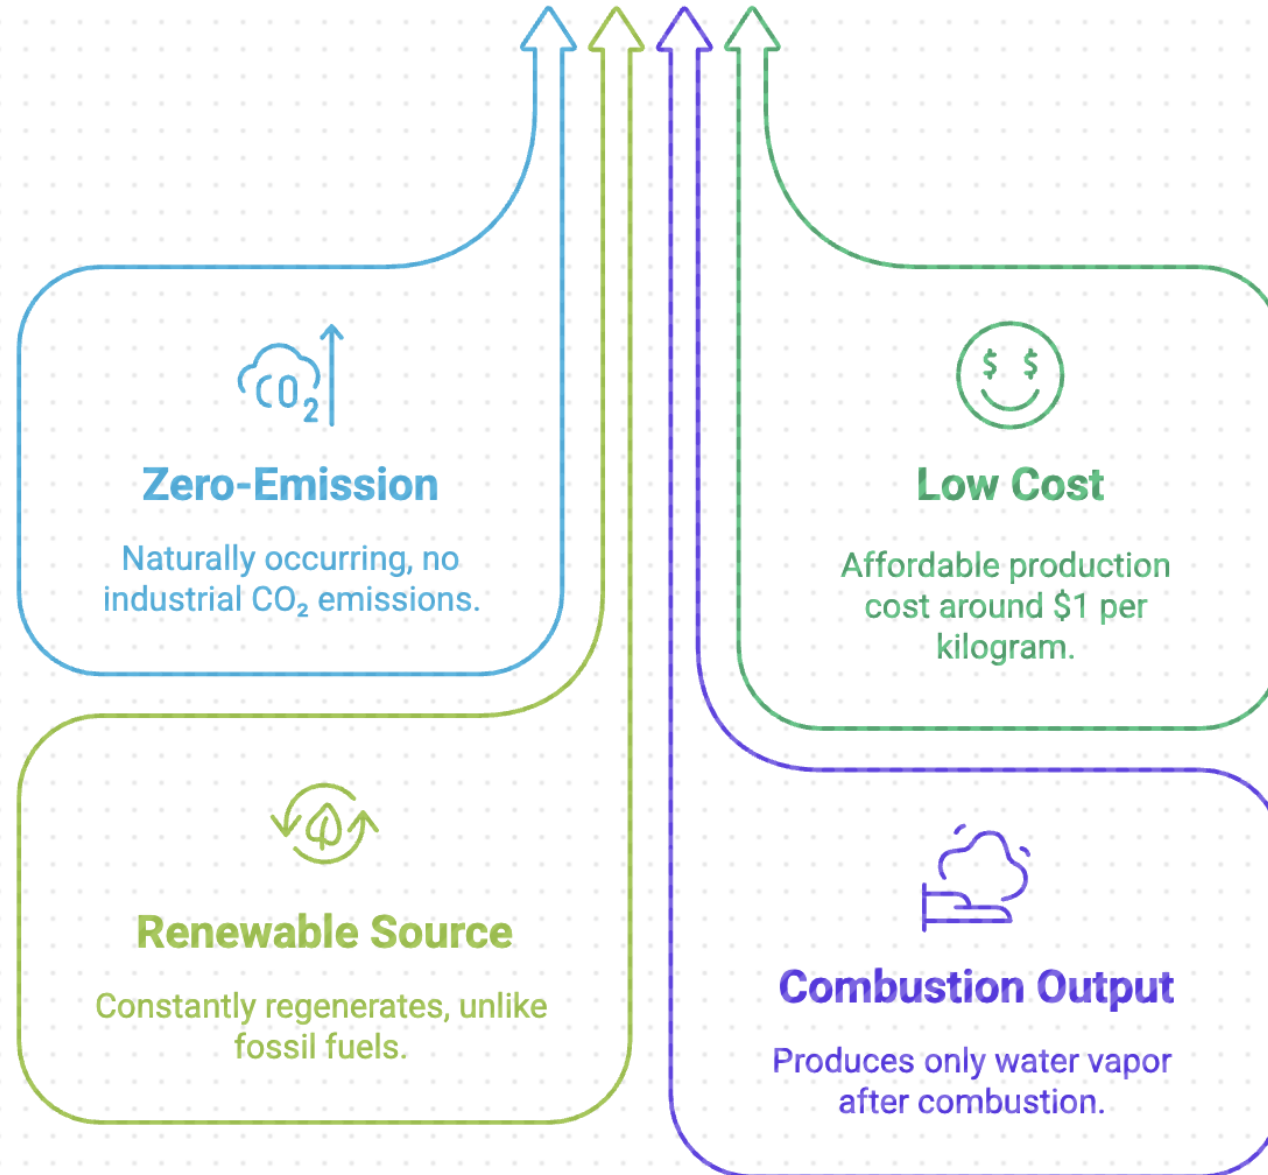 CO₂
Zero-Emission
Naturally occurring, no
industrial CO₂ emissions.
$ $
Low Cost
Affordable production
cost around $1 per
kilogram.
Renewable Source
Constantly regenerates, unlike
fossil fuels.
Combustion Output
Produces only water vapor
after combustion.